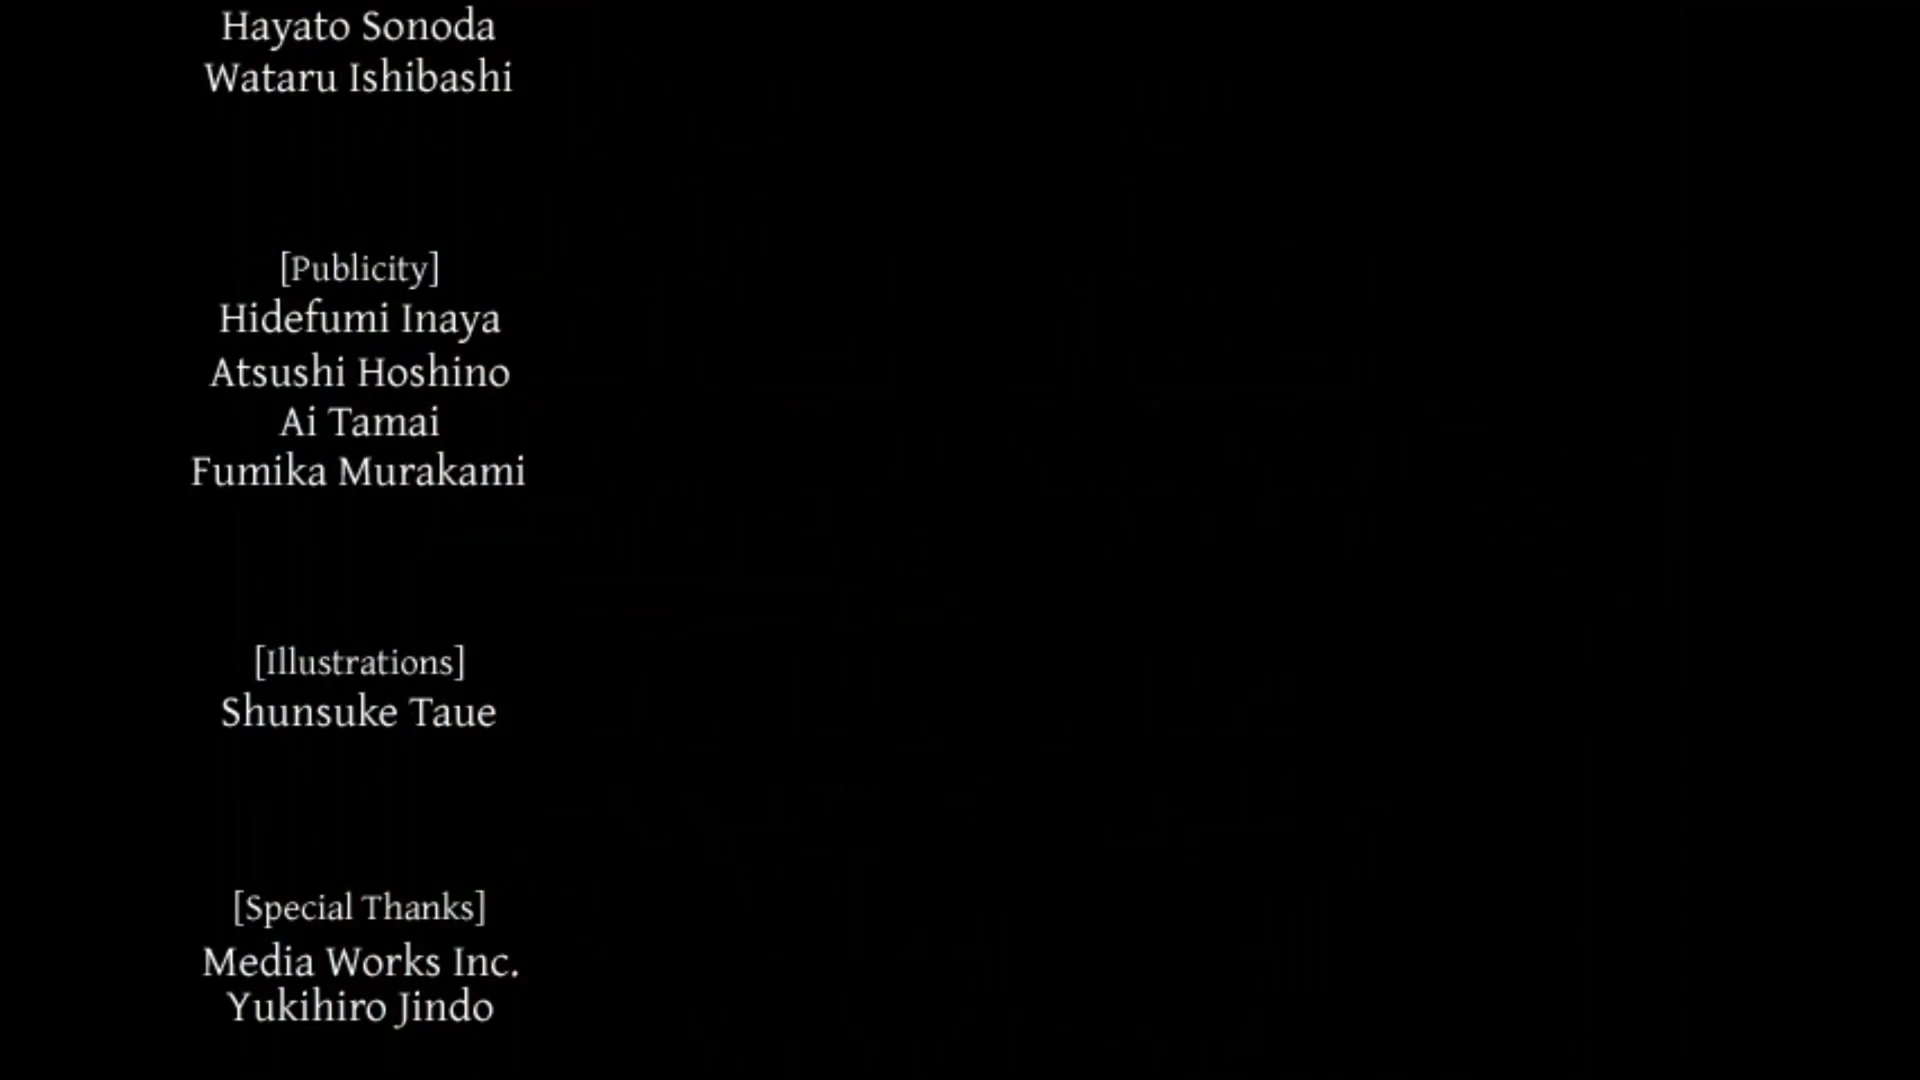 Hayato Sonoda
Wataru Ishibashi
[Publicity]
Hidefumi Inaya
Atsushi Hoshino
Ai Tamai
Fumika Murakami
[Illustrations]
Shunsuke Taue
[Special Thanks]
Media Works Inc.
Yukihiro Jindo